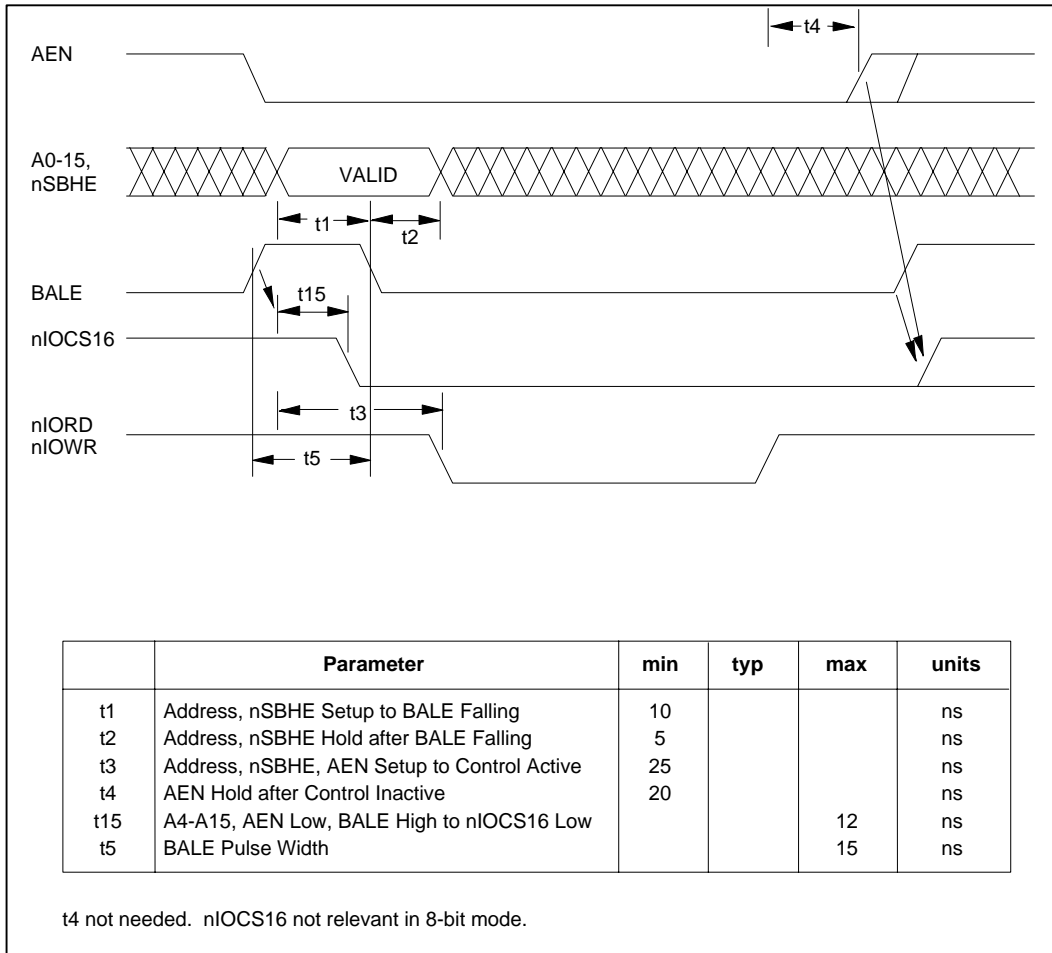 t4
AEN
A0-15,
nSBHE
VALID
t1
t2
BALE
t15
nIOCS16
t3
nIORD
nIOWR
t5
Parameter min typ max units
t1 Address, nSBHE Setup to BALE Falling 10 ns
t2 Address, nSBHE Hold after BALE Falling 5 ns
t3 Address, nSBHE, AEN Setup to Control Active 25 ns
t4 AEN Hold after Control Inactive 20 ns
t15 A4-A15, AEN Low, BALE High to nIOCS16 Low 12 ns
t5 BALE Pulse Width 15 ns
t4 not needed. nIOCS16 not relevant in 8-bit mode.